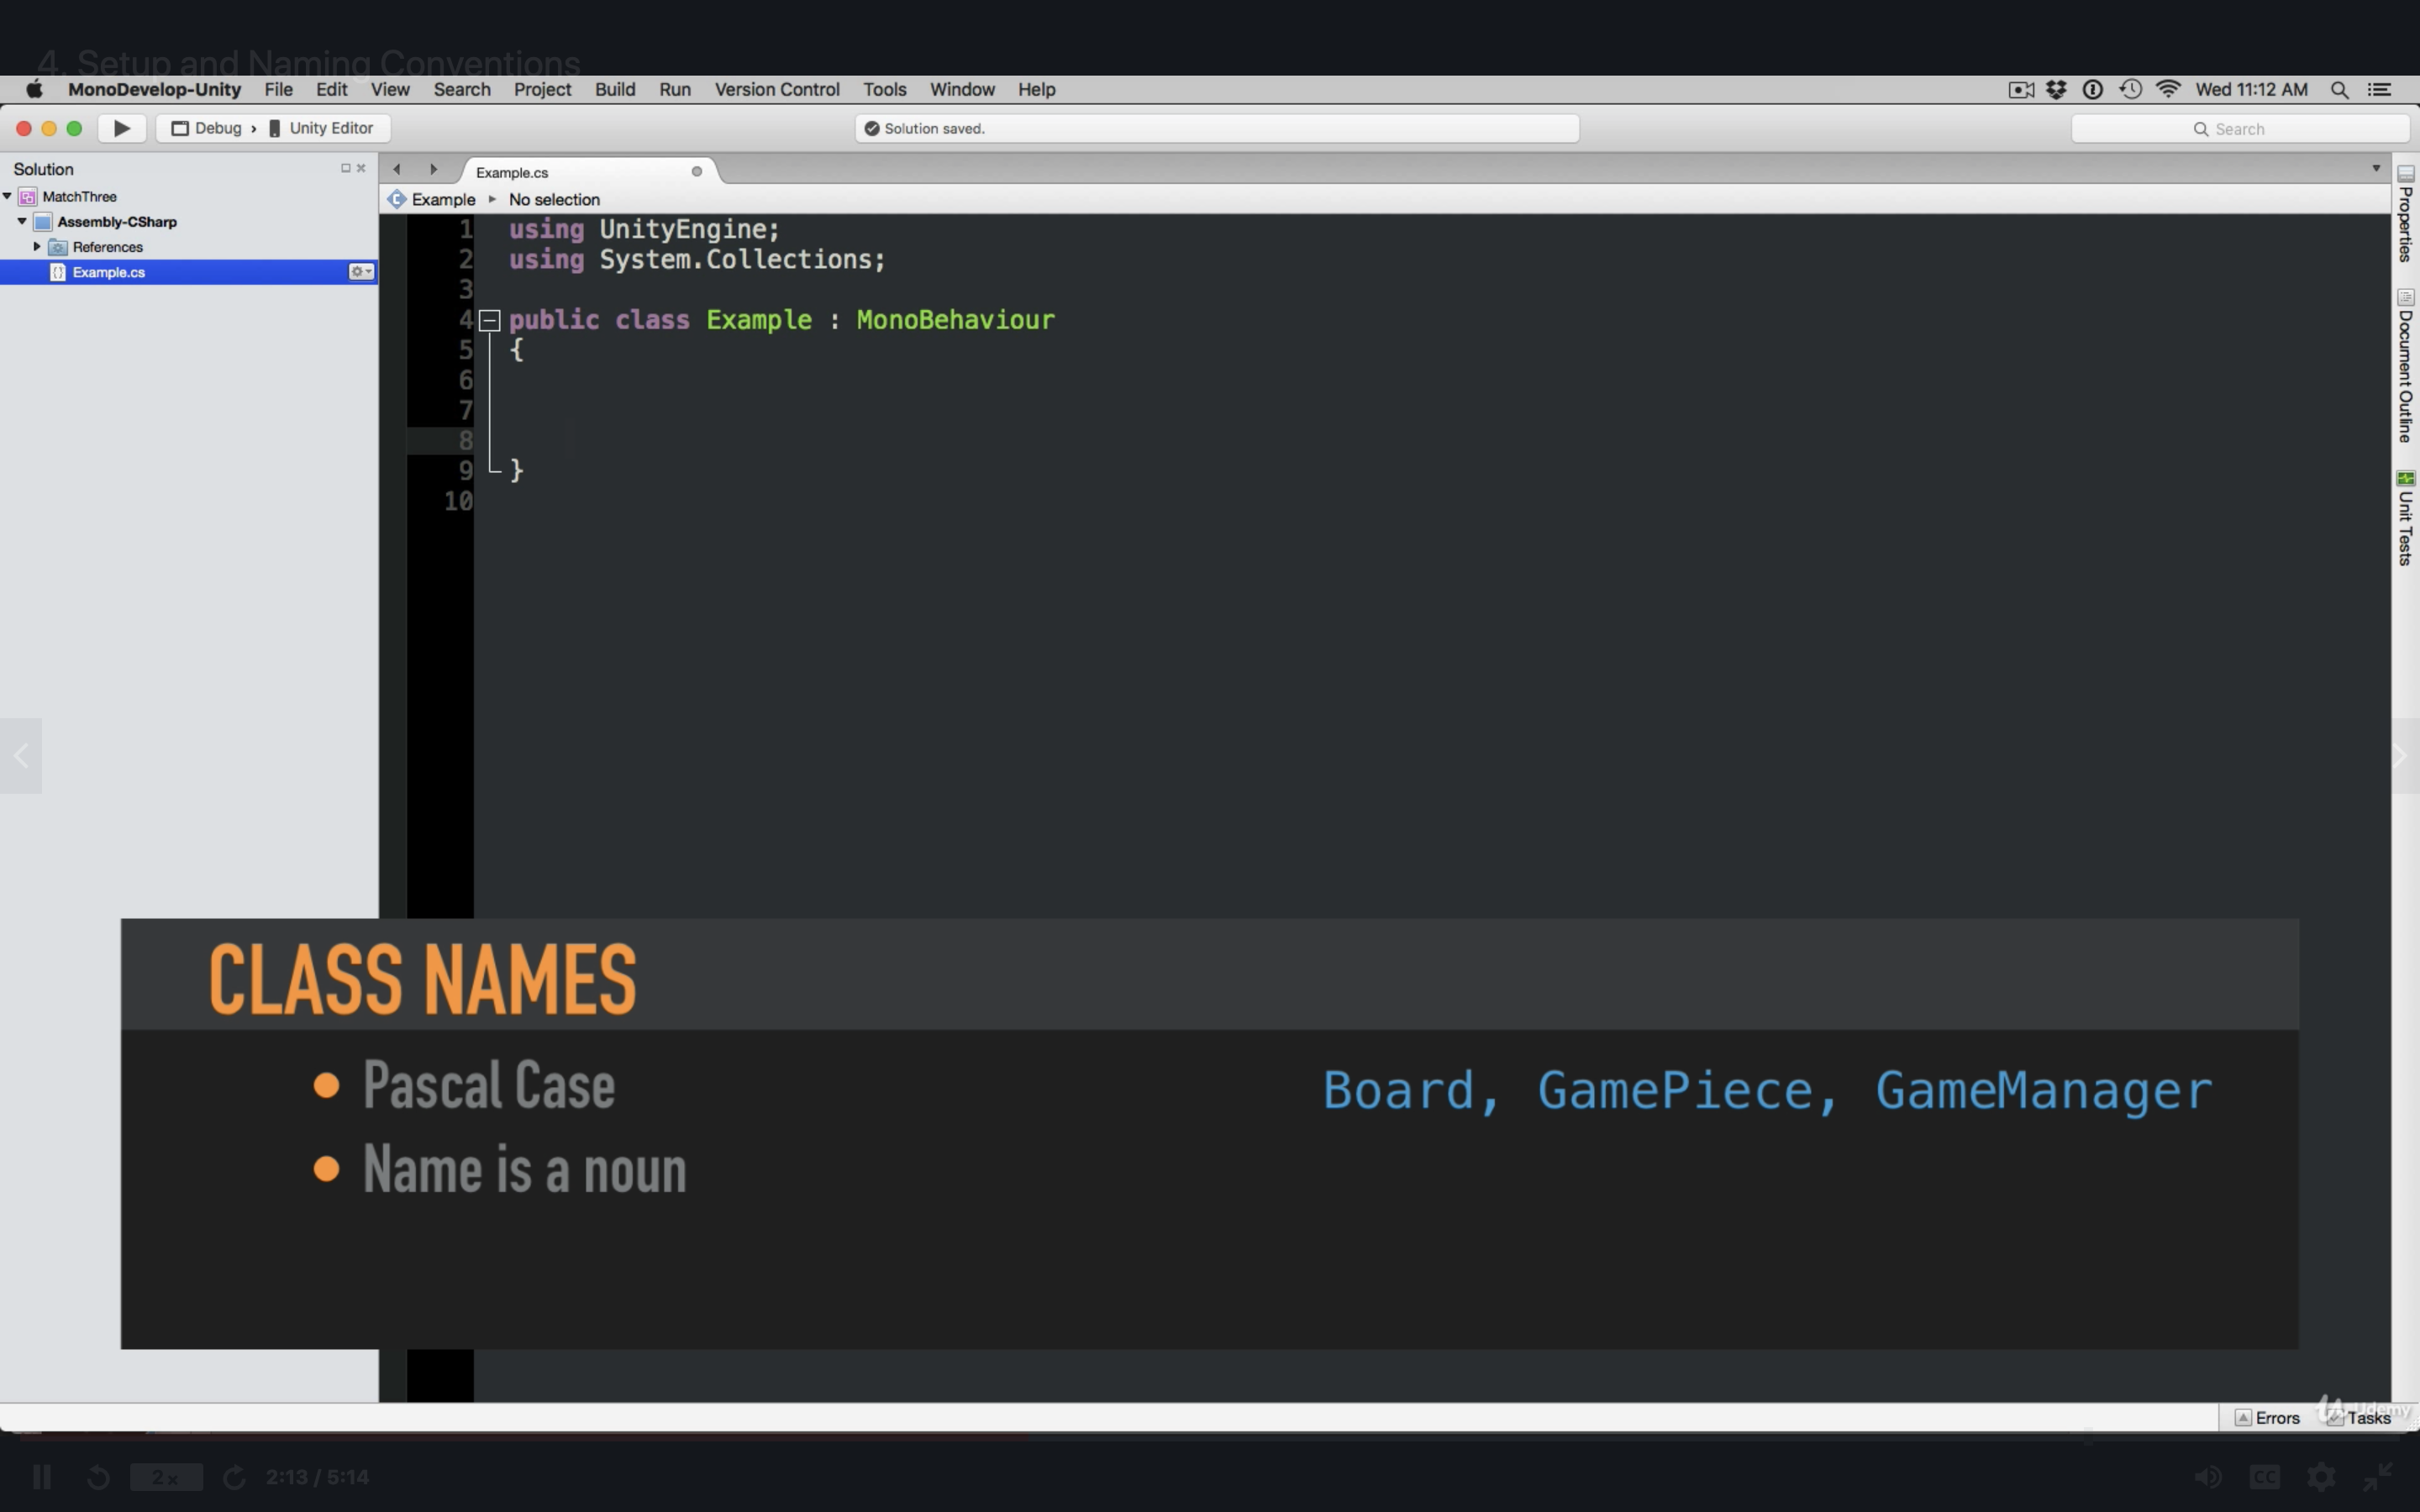 4. Setup and Naming Conventions
MonoDevelop-Unity File Edit View Search Project Build Run Version Control Tools Window Help Wed 11:12 AM
Debug › Unity Editor Solution saved. Search
Solution
MatchThree
Assembly-CSharp
References
Example.cs
Example.cs
Example No selection
1 using UnityEngine;
2 using System.Collections;
3
4 public class Example : MonoBehaviour
5 {
6
7
8
9 }
10
Properties
Document Outline
Unit Tests
CLASS NAMES
• Pascal Case
Board, GamePiece, GameManager
• Name is a noun
Errors Tasks
Udemy
2x 2:13 / 5:14 CC